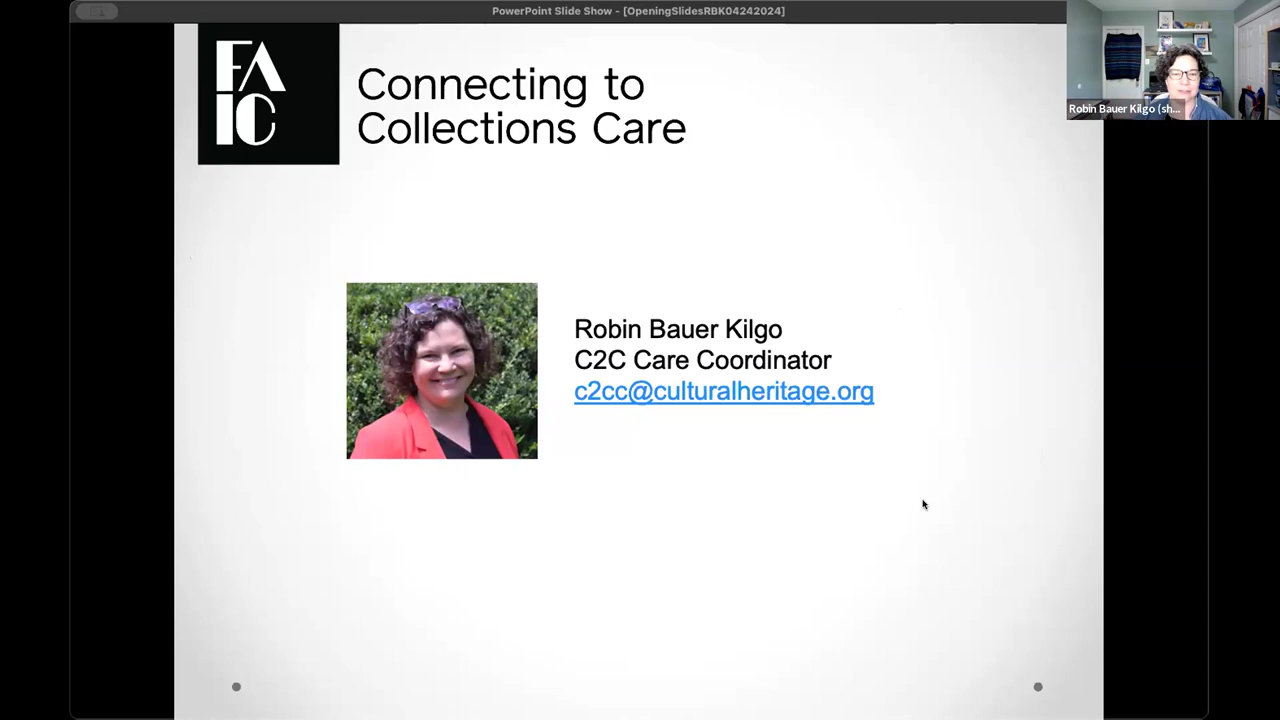 PowerPoint Slide Show - [OpeningSlidesRBK04242024]
FA
IC
Connecting to
Collections Care
Robin Bauer Kilgo (sh...
Robin Bauer Kilgo
C2C Care Coordinator
c2cc@culturalheritage.org